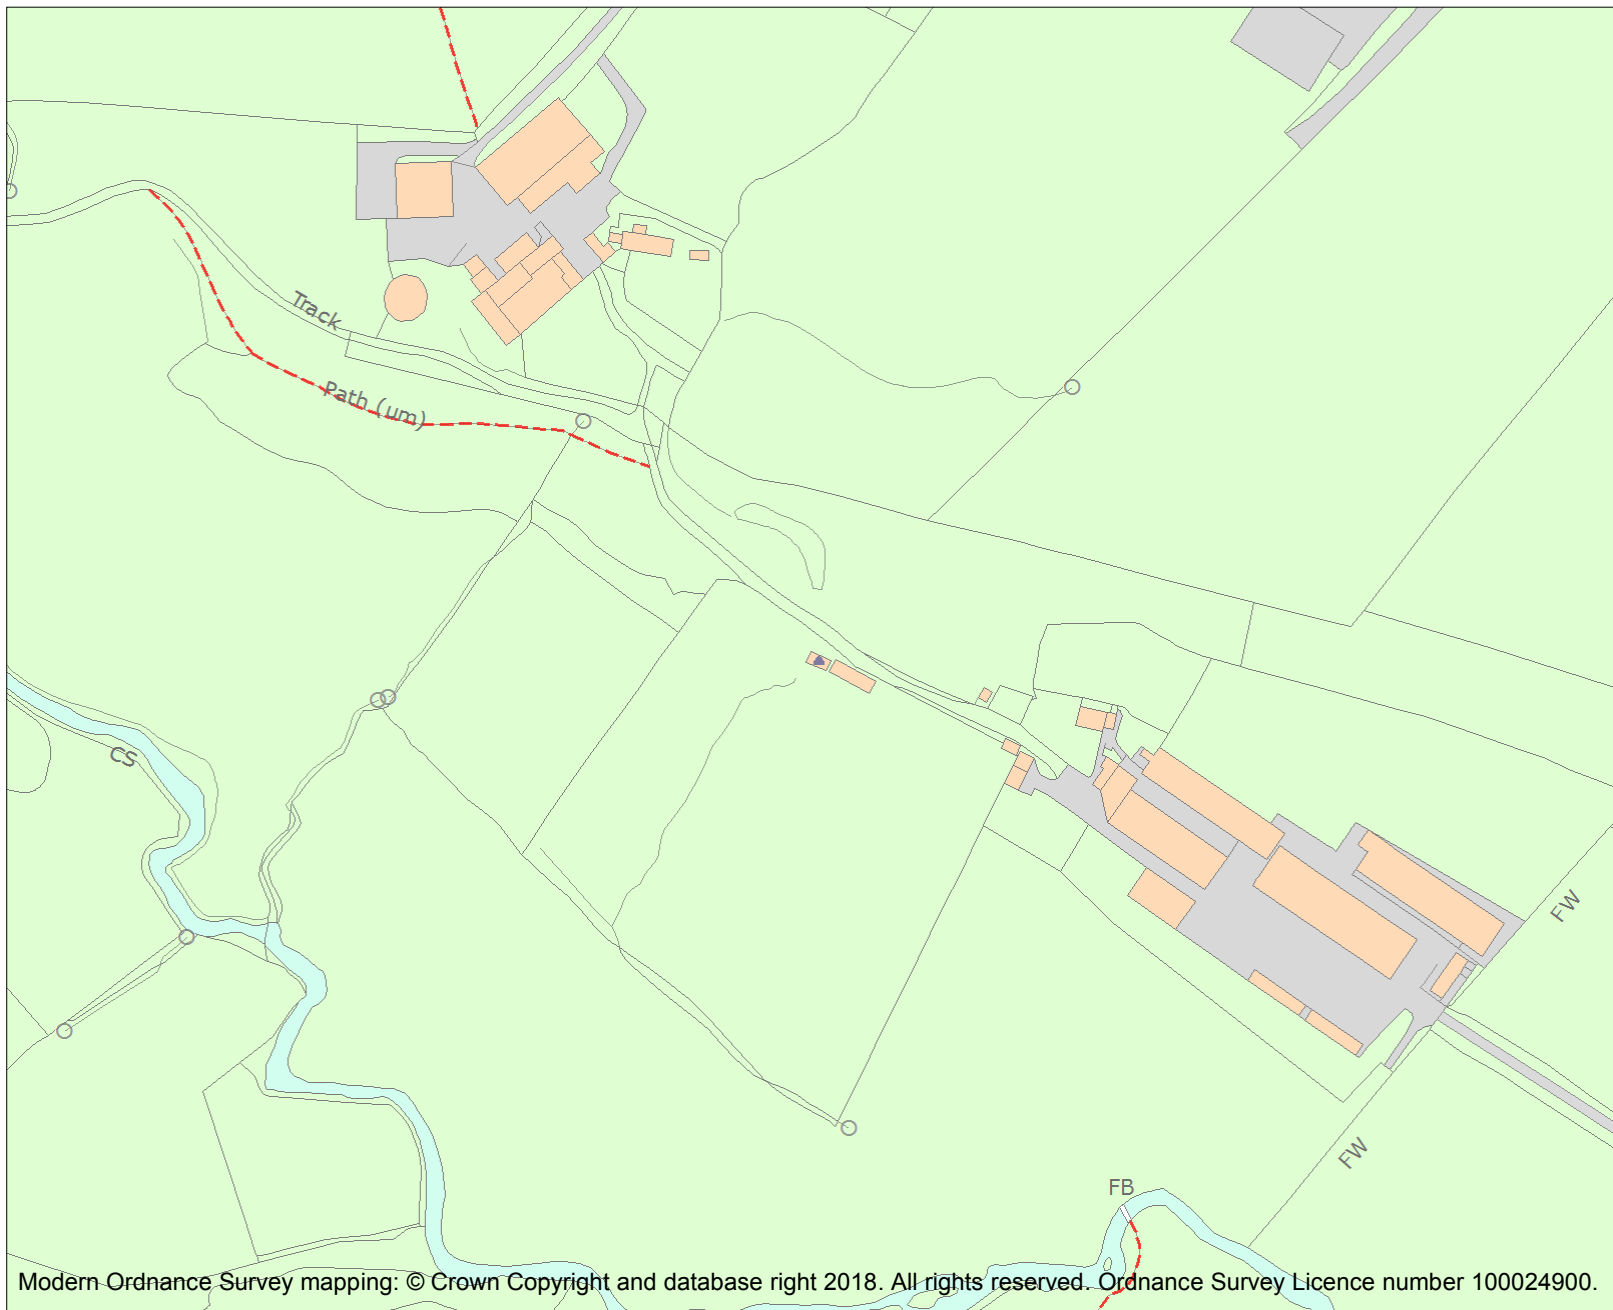 Track
Path (um)
CS
FW
FW
FB
Modern Ordnance Survey mapping: © Crown Copyright and database right 2018. All rights reserved. Ordnance Survey Licence number 100024900.